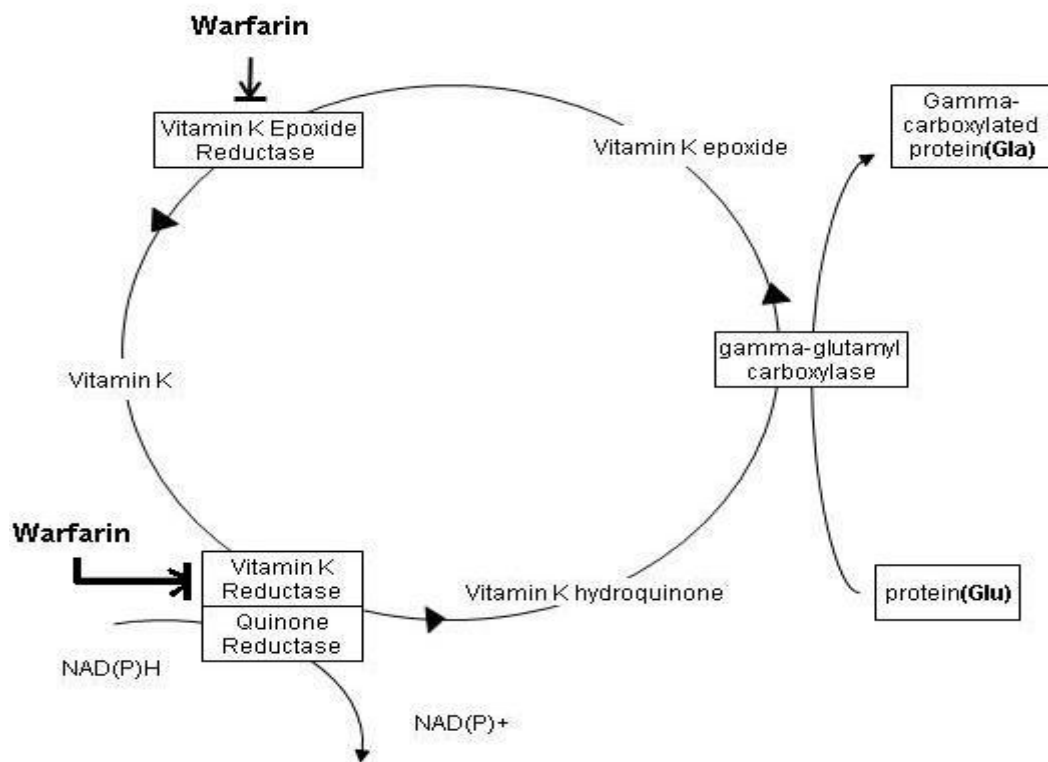 Warfarin
Vitamin K Epoxide
Reductase
Vitamin K epoxide
Gamma-
carboxylated
protein(Gla)
gamma-glutamyl
carboxylase
Vitamin K
Warfarin
Vitamin K
Reductase
Quinone
Reductase
Vitamin K hydroquinone
protein(Glu)
NAD(P)H
NAD(P)+